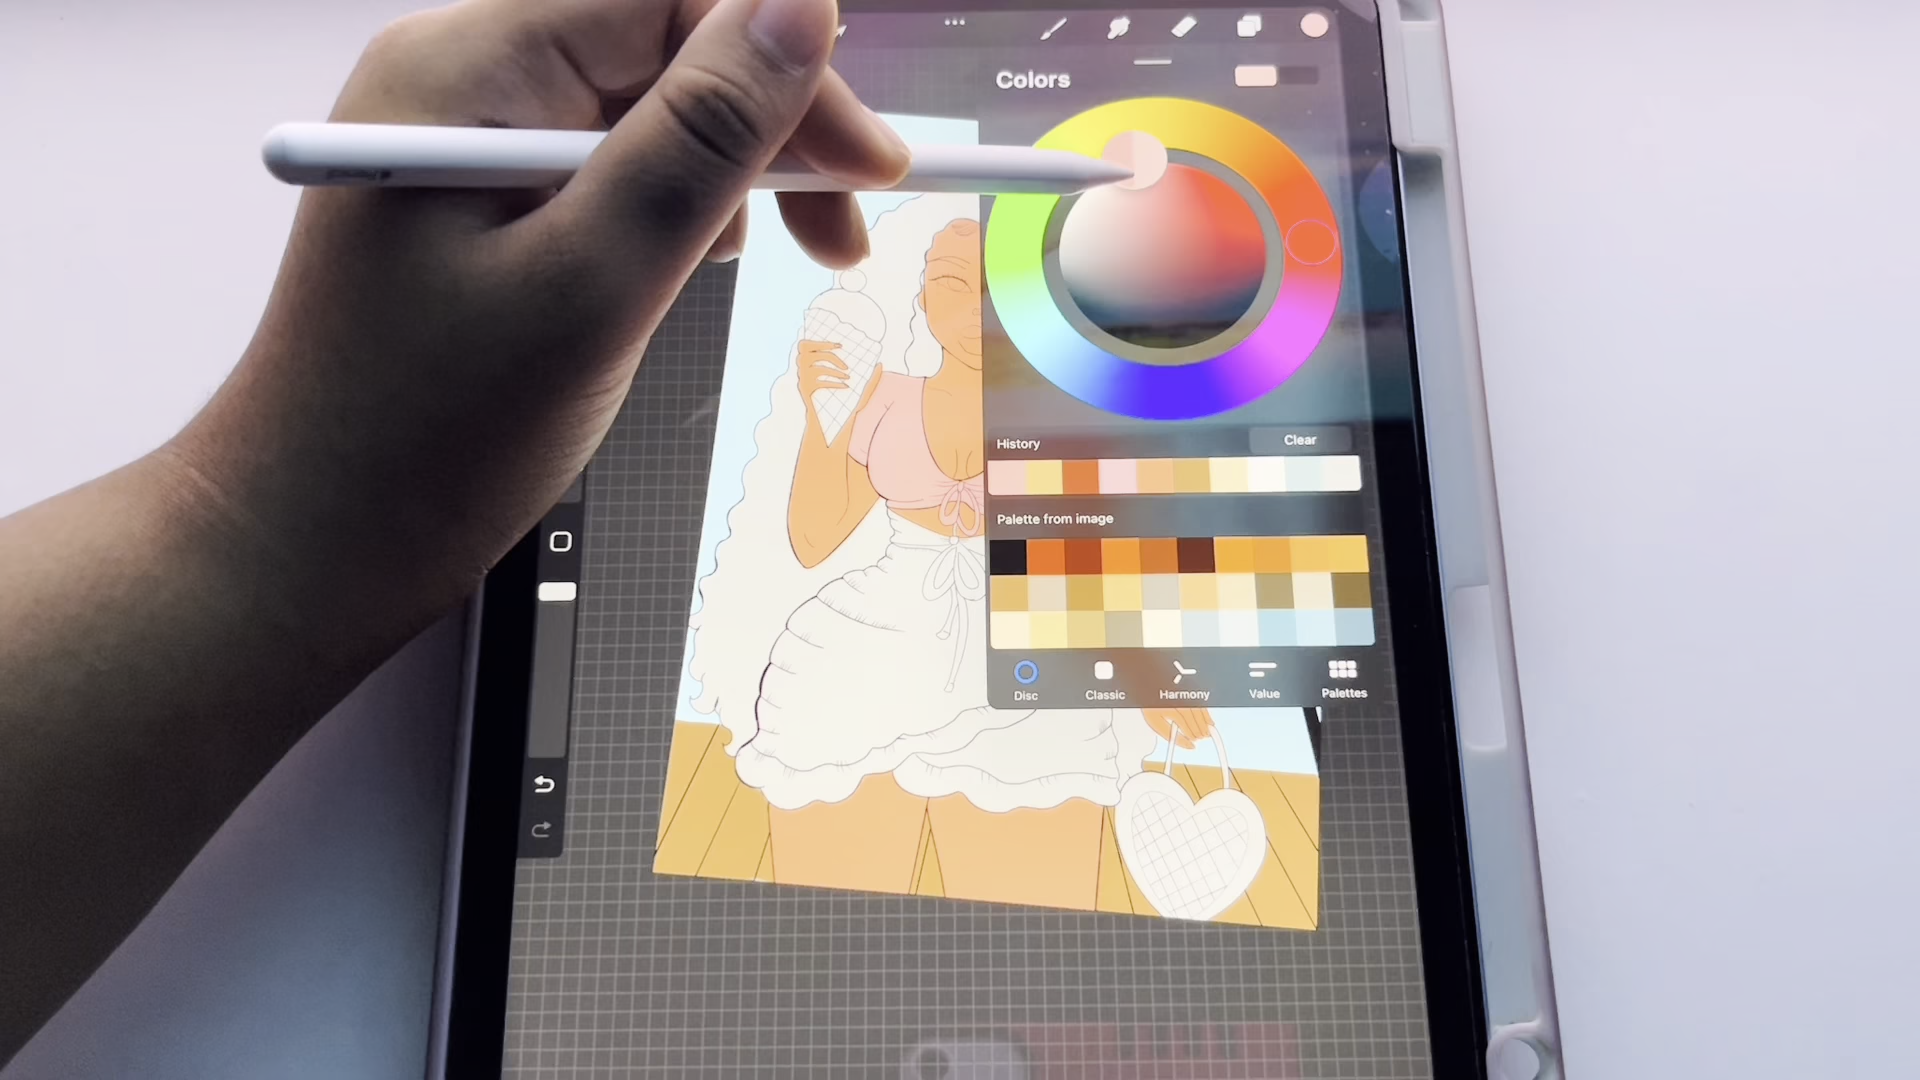 Colors
History
Clear
Palette from image
Disc
Classic
Harmony
Value
Palettes